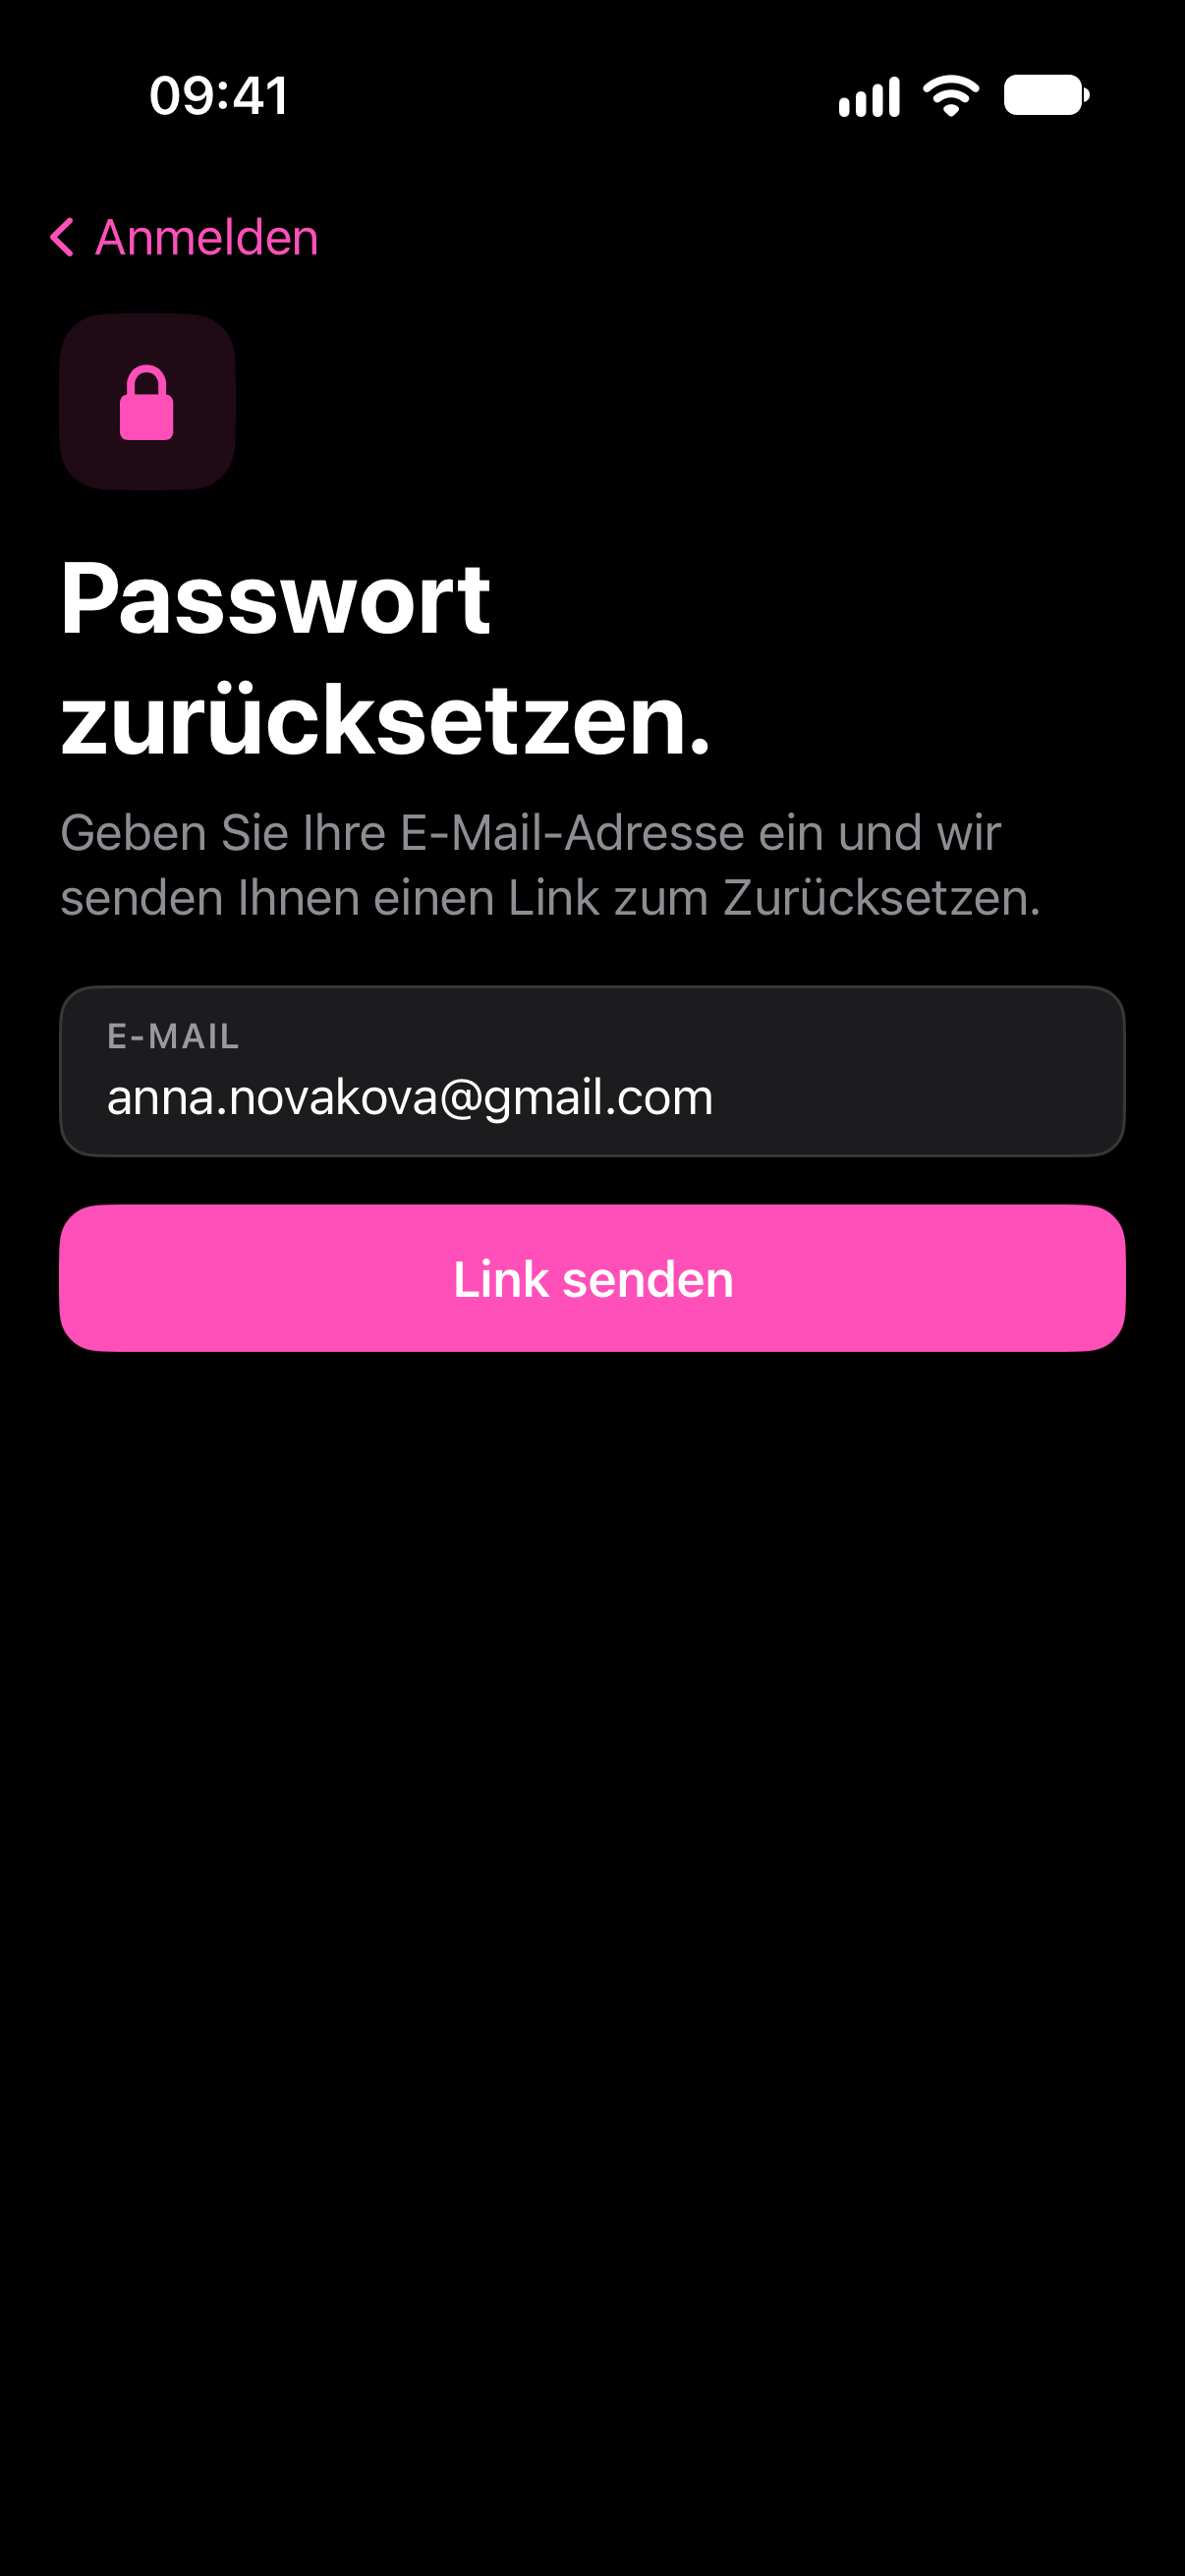 09:41
Anmelden
Passwort
zurücksetzen.
Geben Sie Ihre E-Mail-Adresse ein und wir
senden Ihnen einen Link zum Zurücksetzen.
E-MAIL
anna.novakova@gmail.com
Link senden